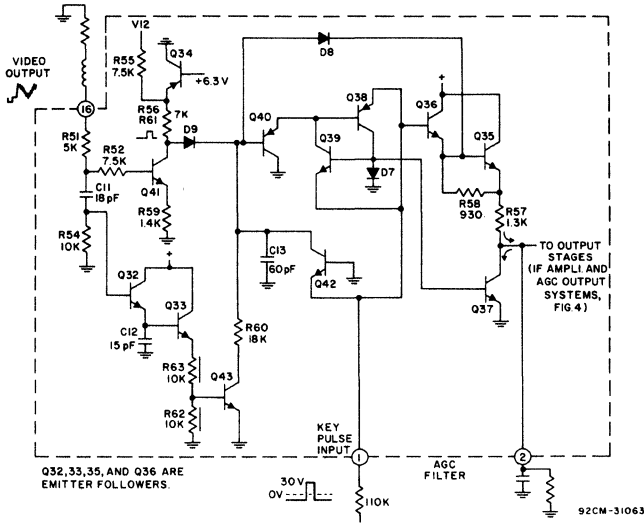 V12
Q34
R55
7.5K
+6.3V
D8
VIDEO
OUTPUT
16
R56
R61
7K
D9
Q40
Q38
Q39
+
Q36
Q35
R51
5K
R52
7.5K
Q41
D7
R58
930
R57
1.3K
C11
18pF
R59
1.4K
R54
10K
+
C13
60pF
Q42
TO OUTPUT
STAGES
(IF AMPLI. AND
AGC OUTPUT
SYSTEMS,
FIG.4)
Q37
Q32
Q33
C12
15pF
R60
18K
R63
10K
Q43
R62
10K
KEY
PULSE
INPUT
1
AGC
FILTER
2
Q32,33,35, AND Q36 ARE
EMITTER FOLLOWERS.
30V
0V
110K
92CM-31063